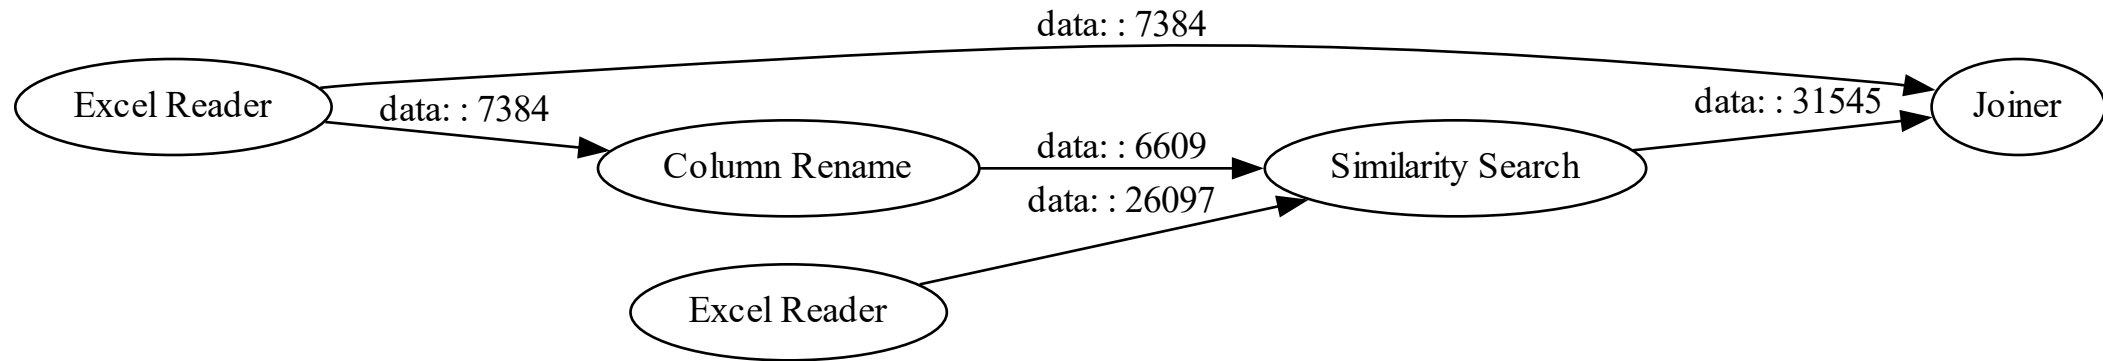 data: : 7384
Excel Reader
data: : 7384
data: : 31545
Joiner
Column Rename
data: : 6609
Similarity Search
data: : 26097
Excel Reader